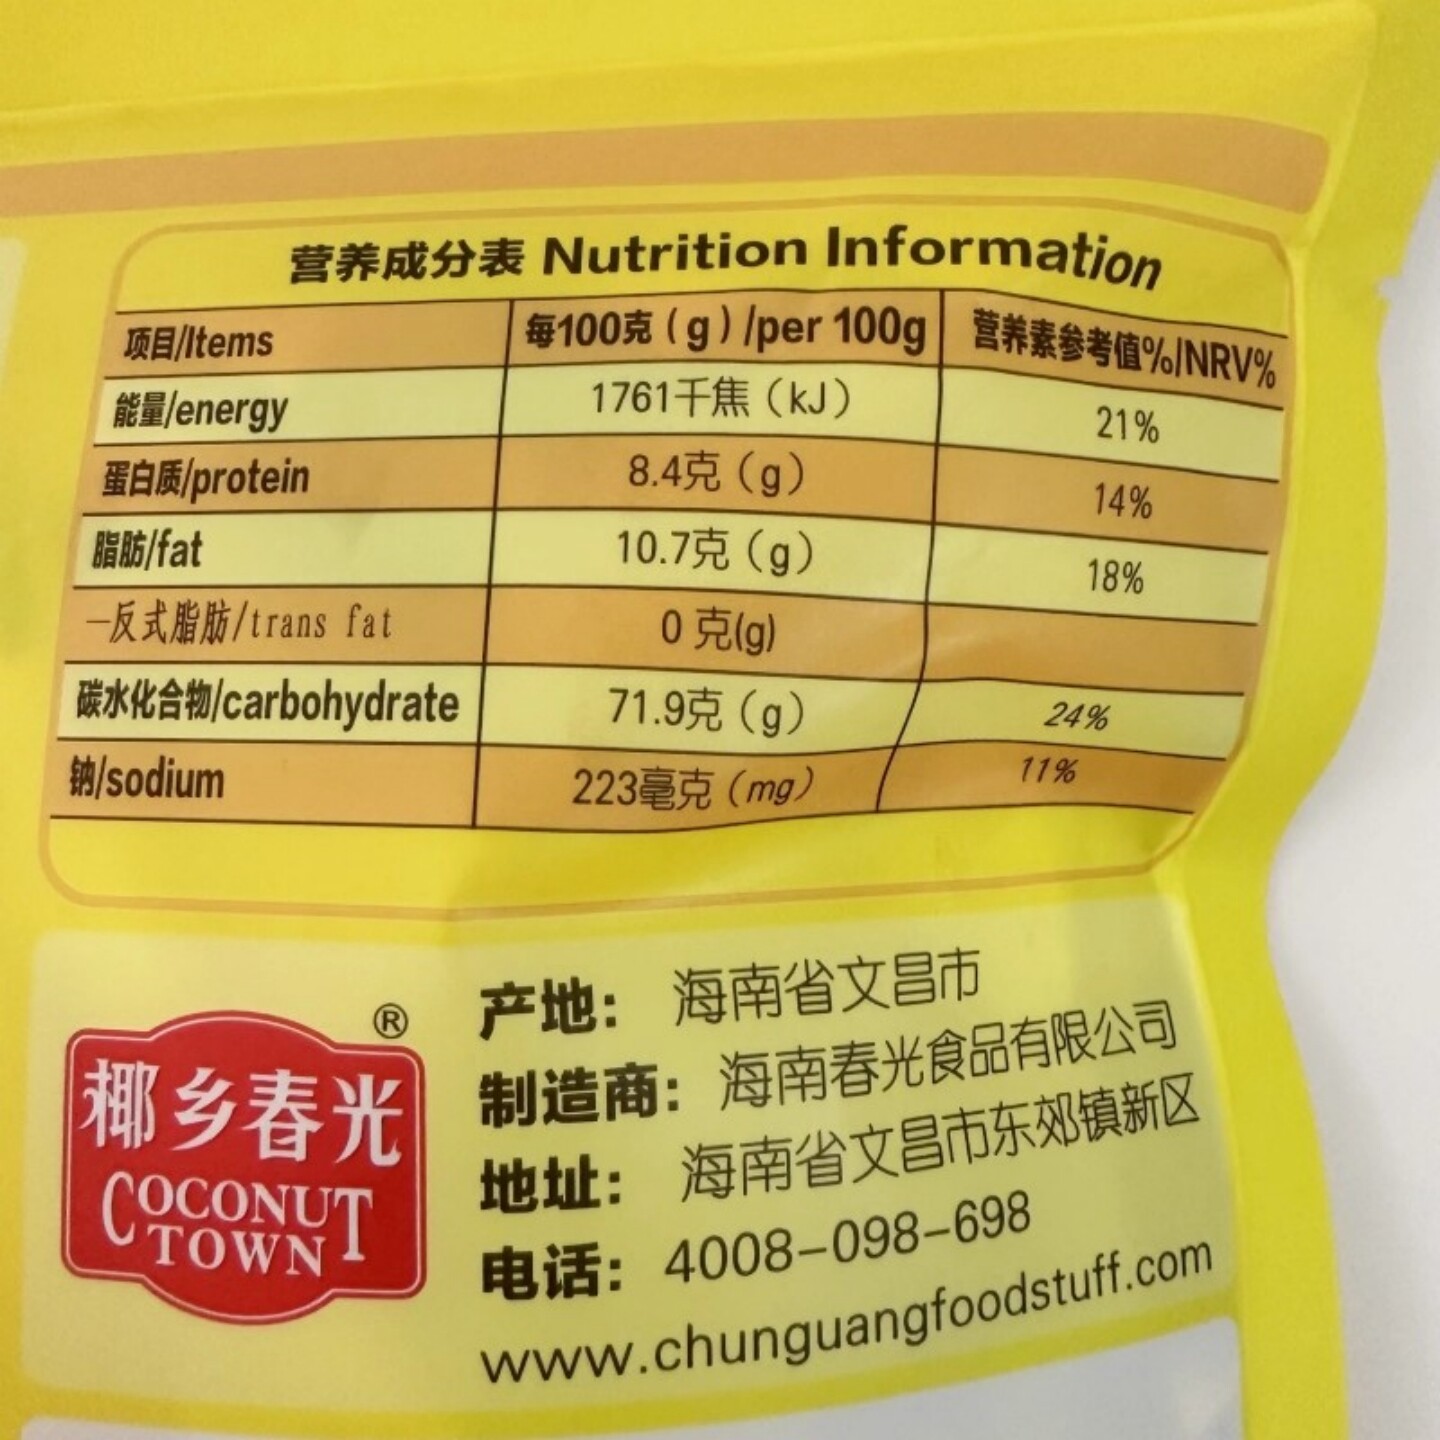 营养成分表 Nutrition Information
项目/Items 每100克（g）/per 100g 营养素参考值%/NRV%
能量/energy 1761千焦（kJ） 21%
蛋白质/protein 8.4克（g） 14%
脂肪/fat 10.7克（g） 18%
—反式脂肪/trans fat 0 克(g)
碳水化合物/carbohydrate 71.9克（g） 24%
钠/sodium 223毫克（mg） 11%
®
椰乡春光
COCONUT
TOWN
产地： 海南省文昌市
制造商： 海南春光食品有限公司
地址： 海南省文昌市东郊镇新区
电话： 4008-098-698
www.chunguangfoodstuff.com